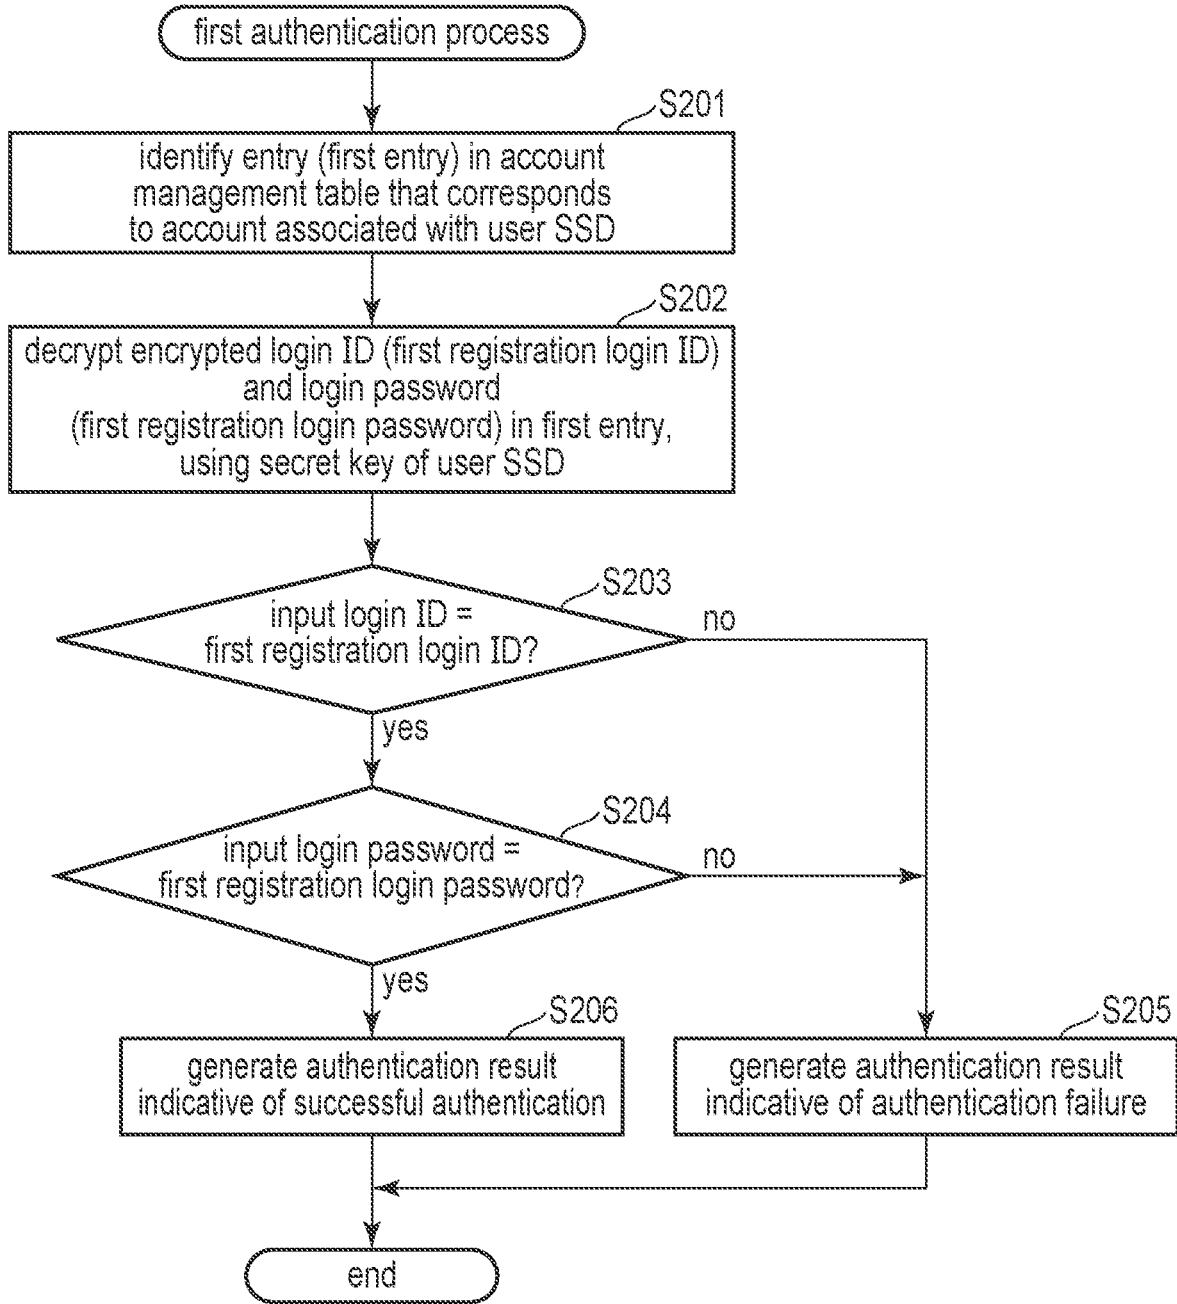 first authentication process
S201
identify entry (first entry) in account
management table that corresponds
to account associated with user SSD
S202
decrypt encrypted login ID (first registration login ID)
and login password
(first registration login password) in first entry,
using secret key of user SSD
S203
input login ID =
first registration login ID?
no
yes
S204
input login password =
first registration login password?
no
yes
S206
generate authentication result
indicative of successful authentication
S205
generate authentication result
indicative of authentication failure
end